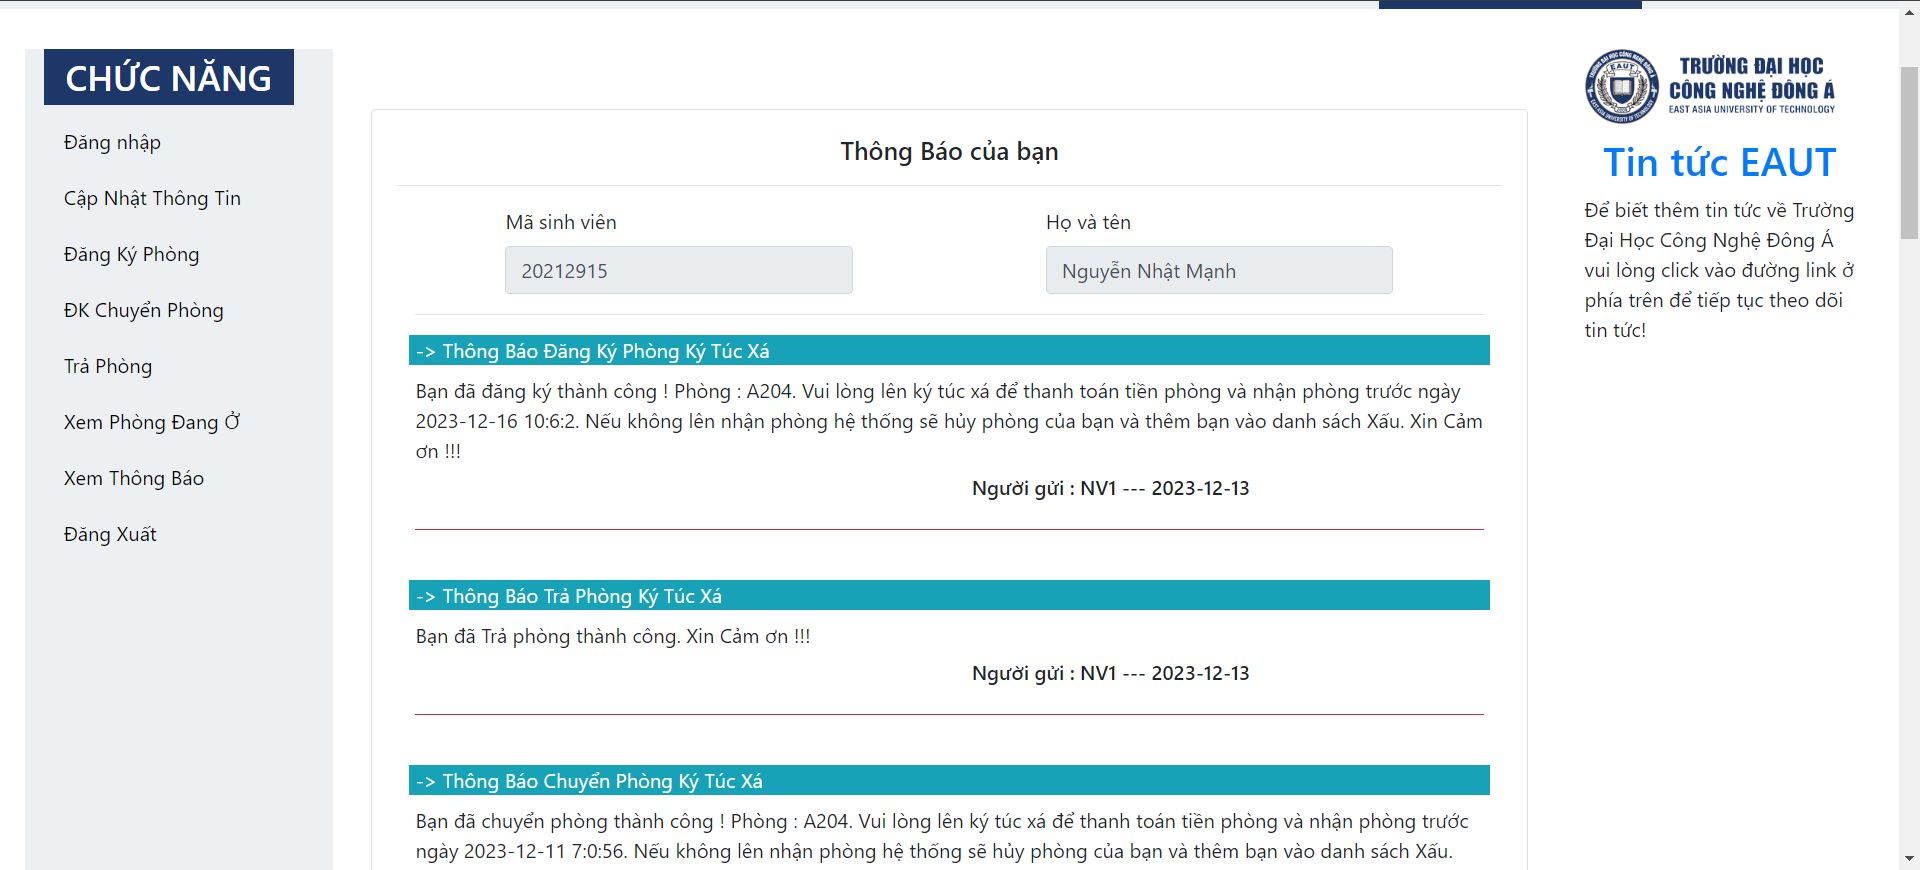 CHỨC NĂNG
Đăng nhập
Cập Nhật Thông Tin
Đăng Ký Phòng
ĐK Chuyển Phòng
Trả Phòng
Xem Phòng Đang Ở
Xem Thông Báo
Đăng Xuất
Thông Báo của bạn
Mã sinh viên
Họ và tên
20212915
Nguyễn Nhật Mạnh
-> Thông Báo Đăng Ký Phòng Ký Túc Xá
Bạn đã đăng ký thành công ! Phòng : A204. Vui lòng lên ký túc xá để thanh toán tiền phòng và nhận phòng trước ngày
2023-12-16 10:6:2. Nếu không lên nhận phòng hệ thống sẽ hủy phòng của bạn và thêm bạn vào danh sách Xấu. Xin Cảm
ơn !!!
Người gửi : NV1 --- 2023-12-13
-> Thông Báo Trả Phòng Ký Túc Xá
Bạn đã Trả phòng thành công. Xin Cảm ơn !!!
Người gửi : NV1 --- 2023-12-13
-> Thông Báo Chuyển Phòng Ký Túc Xá
Bạn đã chuyển phòng thành công ! Phòng : A204. Vui lòng lên ký túc xá để thanh toán tiền phòng và nhận phòng trước
ngày 2023-12-11 7:0:56. Nếu không lên nhận phòng hệ thống sẽ hủy phòng của bạn và thêm bạn vào danh sách Xấu.
EAUT
TRƯỜNG ĐẠI HỌC
CÔNG NGHỆ ĐÔNG Á
EAST ASIA UNIVERSITY OF TECHNOLOGY
Tin tức EAUT
Để biết thêm tin tức về Trường
Đại Học Công Nghệ Đông Á
vui lòng click vào đường link ở
phía trên để tiếp tục theo dõi
tin tức!